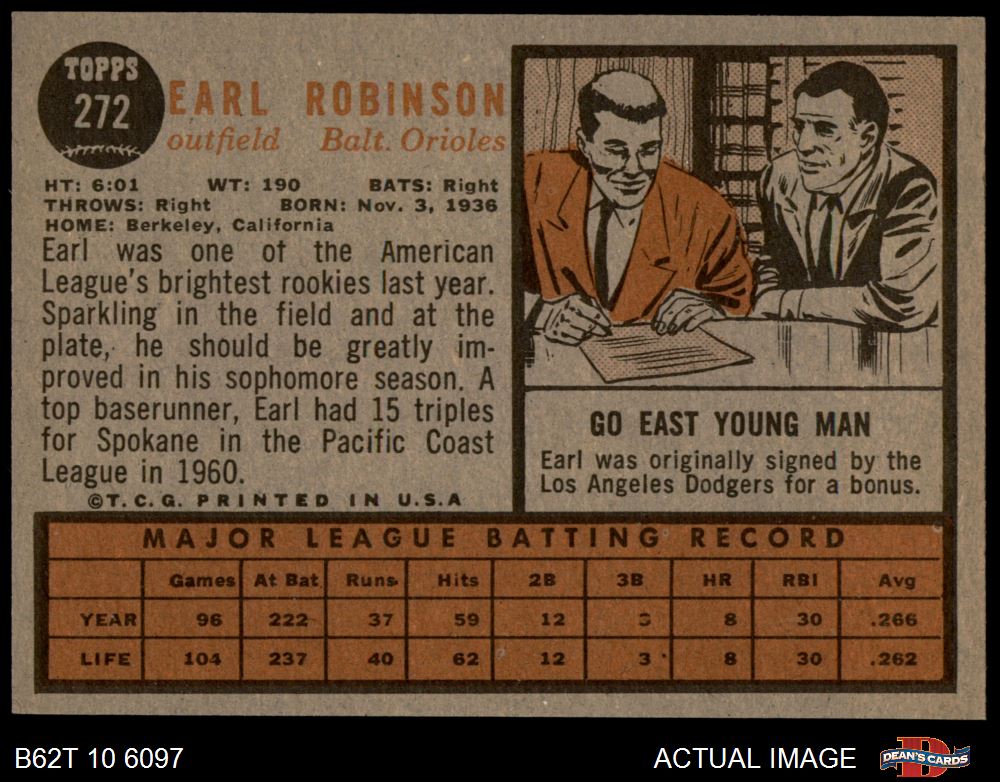 TOPPS
272
EARL ROBINSON
outfield Balt. Orioles
HT: 6:01 WT: 190 BATS: Right
THROWS: Right BORN: Nov. 3, 1936
HOME: Berkeley, California
Earl was one of the American
League's brightest rookies last year.
Sparkling in the field and at the
plate, he should be greatly im-
proved in his sophomore season. A
top baserunner, Earl had 15 triples
for Spokane in the Pacific Coast
League in 1960.
©T.C.G. PRINTED IN U.S.A
GO EAST YOUNG MAN
Earl was originally signed by the
Los Angeles Dodgers for a bonus.
MAJOR LEAGUE BATTING RECORD
Games At Bat Runs Hits 2B 3B HR RBI Avg
YEAR 96 222 37 59 12 3 8 30 .266
LIFE 104 237 40 62 12 3 8 30 .262
B62T 10 6097
ACTUAL IMAGE
D
DEAN'S CARDS